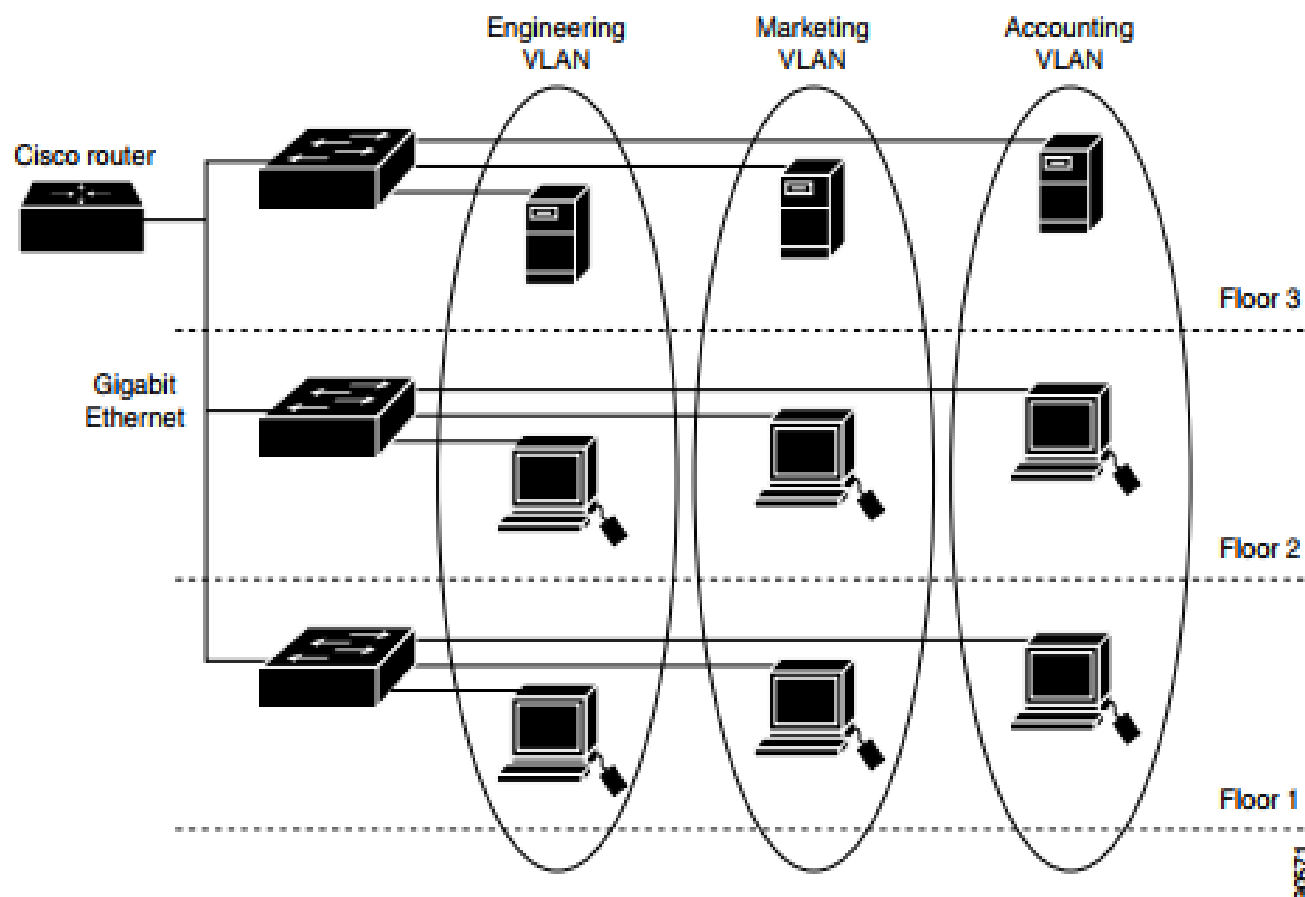 Engineering
VLAN
Marketing
VLAN
Accounting
VLAN
Cisco router
Floor 3
Gigabit
Ethernet
Floor 2
Floor 1